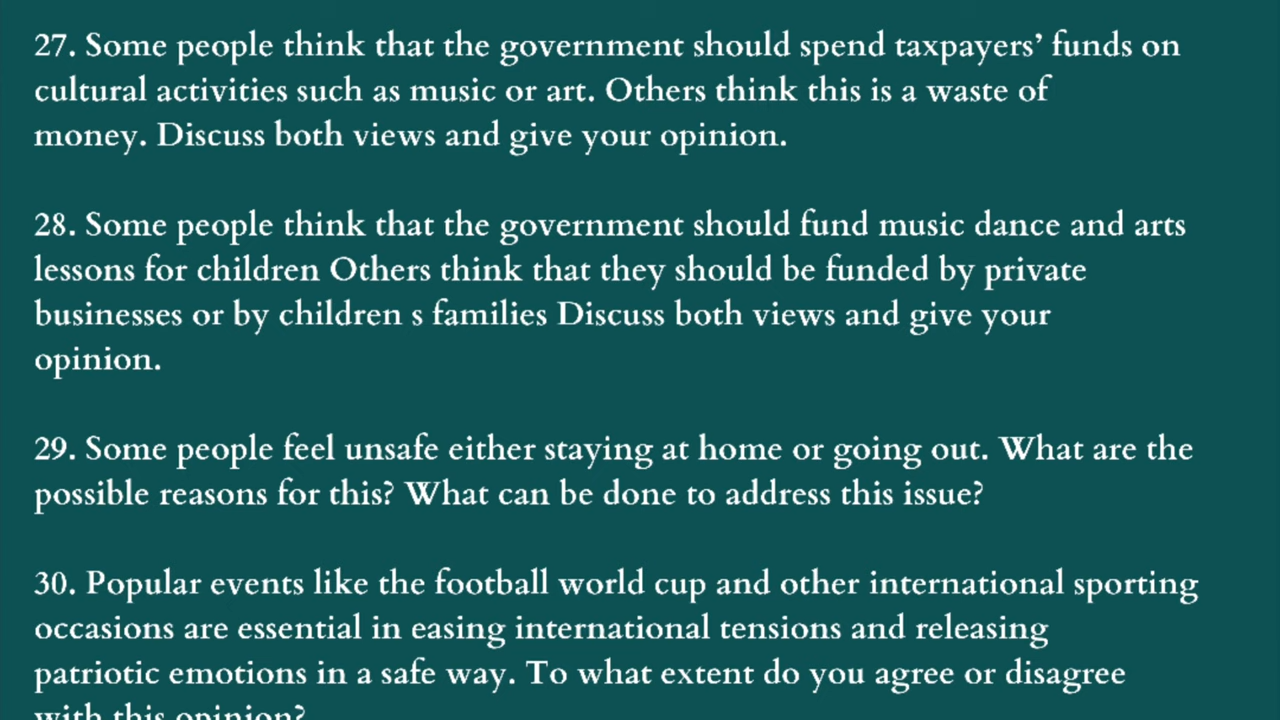 27. Some people think that the government should spend taxpayers’ funds on
cultural activities such as music or art. Others think this is a waste of
money. Discuss both views and give your opinion.
28. Some people think that the government should fund music dance and arts
lessons for children Others think that they should be funded by private
businesses or by children s families Discuss both views and give your
opinion.
29. Some people feel unsafe either staying at home or going out. What are the
possible reasons for this? What can be done to address this issue?
30. Popular events like the football world cup and other international sporting
occasions are essential in easing international tensions and releasing
patriotic emotions in a safe way. To what extent do you agree or disagree
with this opinion?